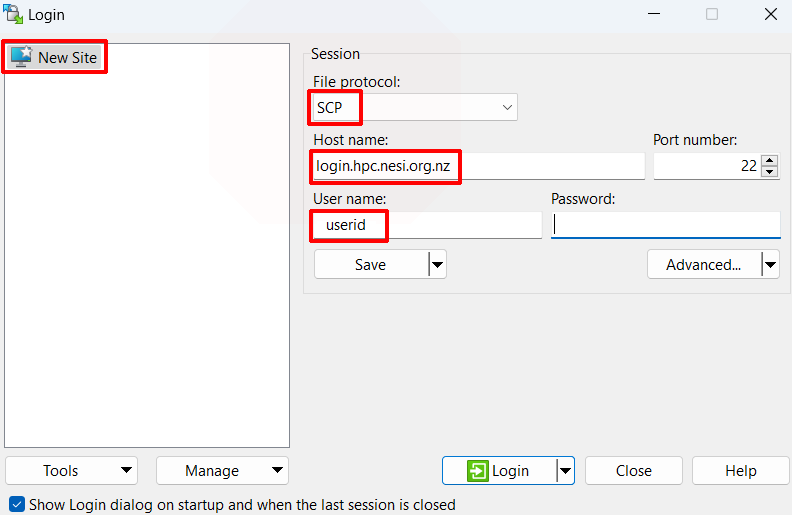 Login
New Site
Session
File protocol:
SCP
Host name: Port number:
login.hpc.nesi.org.nz 22
User name: Password:
userid
Save Advanced...
Tools Manage Login Close Help
Show Login dialog on startup and when the last session is closed